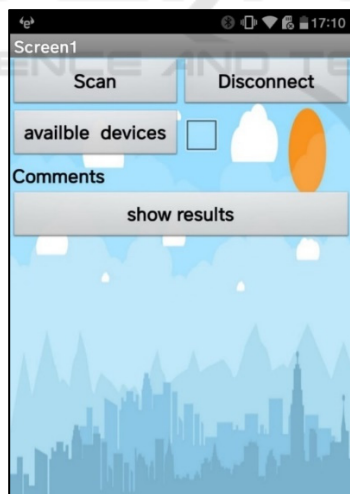 17:10
Screen1
Scan
Disconnect
availble devices
Comments
show results